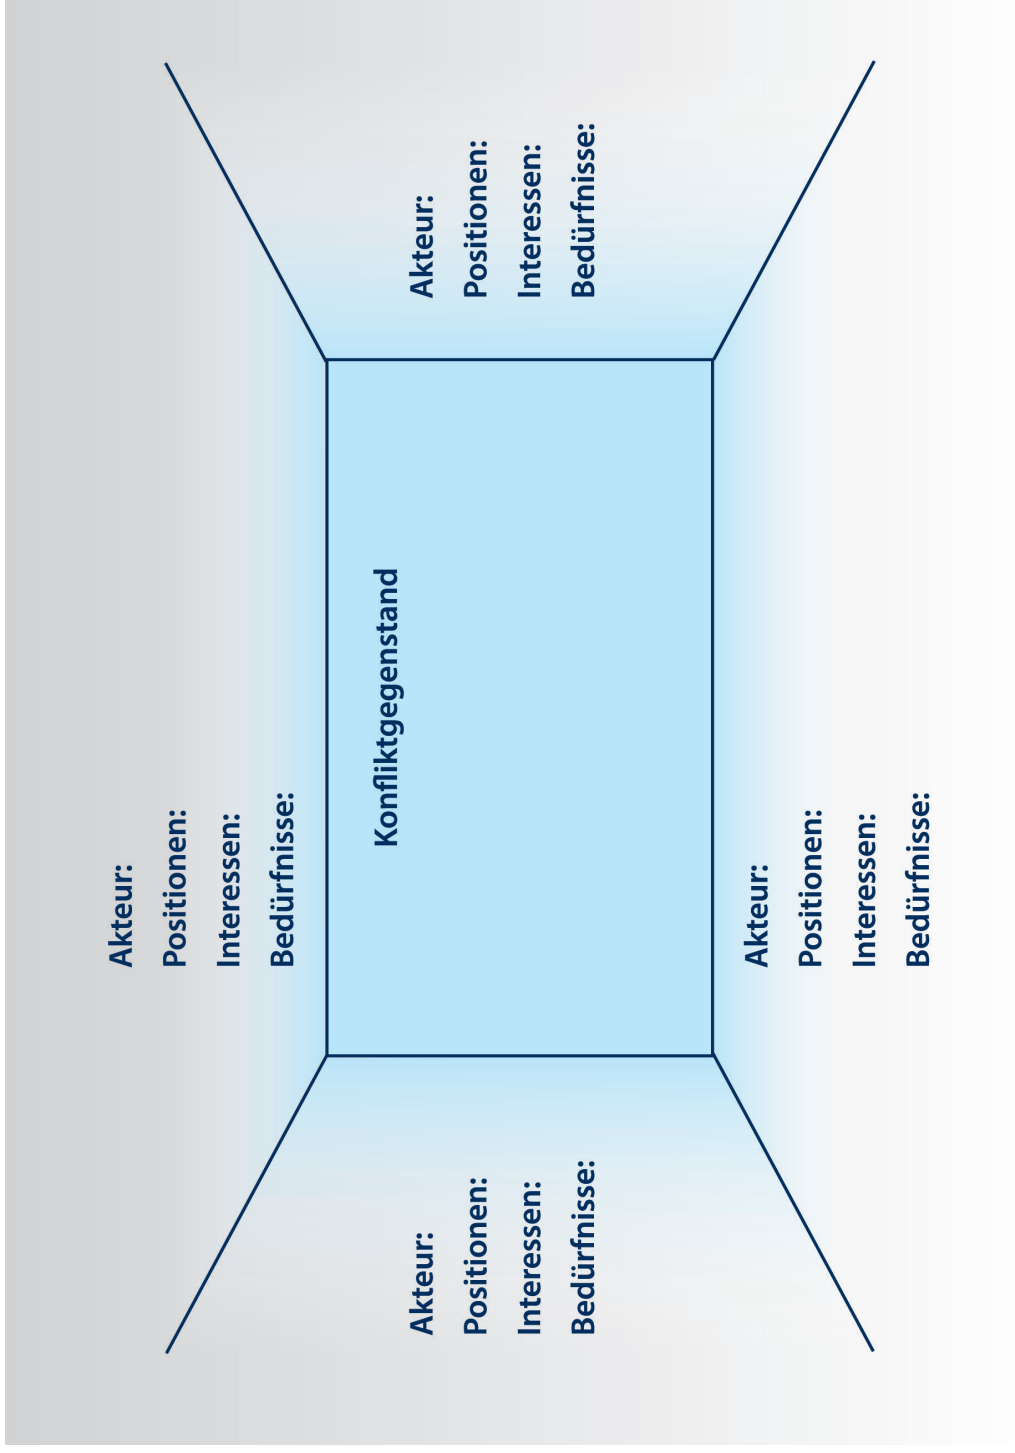 Akteur:
Positionen:
Interessen:
Bedürfnisse:
Akteur:
Positionen:
Interessen:
Bedürfnisse:
Konfliktgegenstand
Akteur:
Positionen:
Interessen:
Bedürfnisse:
Akteur:
Positionen:
Interessen:
Bedürfnisse: